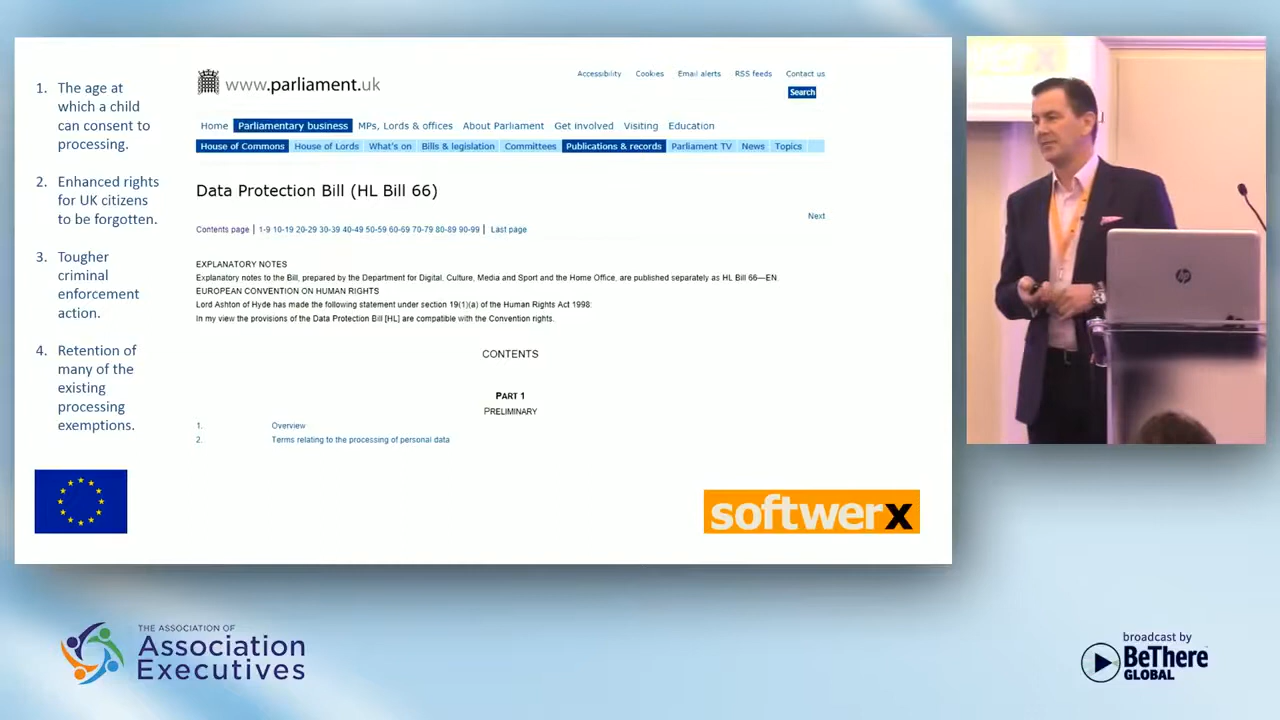 1. The age at
which a child
can consent to
processing.
2. Enhanced rights
for UK citizens
to be forgotten.
3. Tougher
criminal
enforcement
action.
4. Retention of
many of the
existing
processing
exemptions.
www.parliament.uk
Accessibility Cookies Email alerts RSS feeds Contact us
Search
Home Parliamentary business MPs, Lords & offices About Parliament Get involved Visiting Education
House of Commons House of Lords What's on Bills & legislation Committees Publications & records Parliament TV News Topics
Data Protection Bill (HL Bill 66)
Next
Contents page | 1-9 10-19 20-29 30-39 40-49 50-59 60-69 70-79 80-89 90-99 | Last page
EXPLANATORY NOTES
Explanatory notes to the Bill, prepared by the Department for Digital, Culture, Media and Sport and the Home Office, are published separately as HL Bill 66—EN.
EUROPEAN CONVENTION ON HUMAN RIGHTS
Lord Ashton of Hyde has made the following statement under section 19(1)(a) of the Human Rights Act 1998:
In my view the provisions of the Data Protection Bill [HL] are compatible with the Convention rights.
CONTENTS
PART 1
PRELIMINARY
1. Overview
2. Terms relating to the processing of personal data
softwerx
hp
THE ASSOCIATION OF
Association
Executives
broadcast by
BeThere
GLOBAL